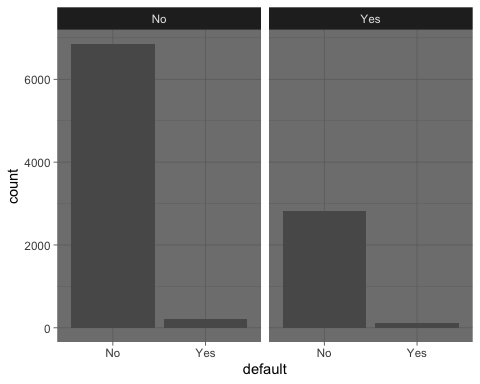 No Yes
6000
4000
2000
0
count
No Yes No Yes
default